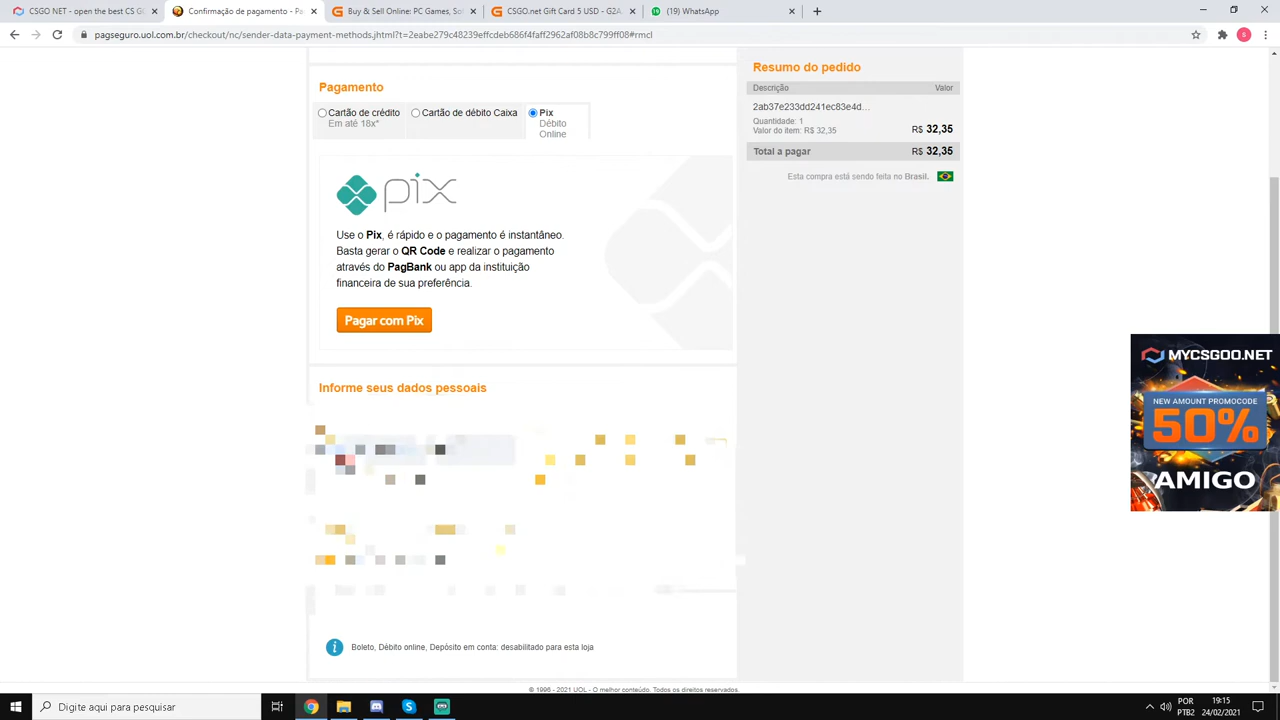 CSGO NET - open the best CS G
Confirmação de pagamento - Pa
Buy & Sell Online: PC Games, Sof
CSGO.net Gift Card 5 USD - G2A
(19) WhatsApp
pagseguro.uol.com.br/checkout/nc/sender-data-payment-methods.jhtml?t=2eabe279c48239effcdeb686f4faff2962af08b8c799ff08#rmcl
S
Pagamento
Cartão de crédito
Em até 18x*
Cartão de débito Caixa
Pix
Débito
Online
pix
Use o Pix, é rápido e o pagamento é instantâneo.
Basta gerar o QR Code e realizar o pagamento
através do PagBank ou app da instituição
financeira de sua preferência.
Pagar com Pix
Informe seus dados pessoais
Boleto, Débito online, Depósito em conta: desabilitado para esta loja
© 1996 - 2021 UOL - O melhor conteúdo. Todos os direitos reservados.
Resumo do pedido
Descrição Valor
2ab37e233dd241ec83e4d...
Quantidade: 1
Valor do item: R$ 32,35
R$ 32,35
Total a pagar R$ 32,35
Esta compra está sendo feita no Brasil.
MYCSGOO.NET
NEW AMOUNT PROMOCODE
50%
AMIGO
Digite aqui para pesquisar
POR
PTB2
19:15
24/02/2021